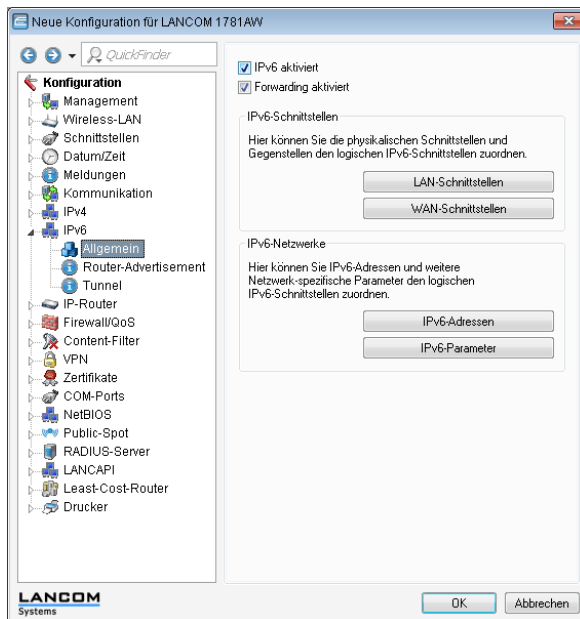 Neue Konfiguration für LANCOM 1781AW
QuickFinder
Konfiguration
Management
Wireless-LAN
Schnittstellen
Datum/Zeit
Meldungen
Kommunikation
IPv4
IPv6
Allgemein
Router-Advertisement
Tunnel
IP-Router
Firewall/QoS
Content-Filter
VPN
Zertifikate
COM-Ports
NetBIOS
Public-Spot
RADIUS-Server
LANCAPI
Least-Cost-Router
Drucker
IPv6 aktiviert
Forwarding aktiviert
IPv6-Schnittstellen
Hier können Sie die physikalischen Schnittstellen und
Gegenstellen den logischen IPv6-Schnittstellen zuordnen.
LAN-Schnittstellen
WAN-Schnittstellen
IPv6-Netzwerke
Hier können Sie IPv6-Adressen und weitere
Netzwerk-spezifische Parameter den logischen
IPv6-Schnittstellen zuordnen.
IPv6-Adressen
IPv6-Parameter
LANCOM
Systems
OK
Abbrechen